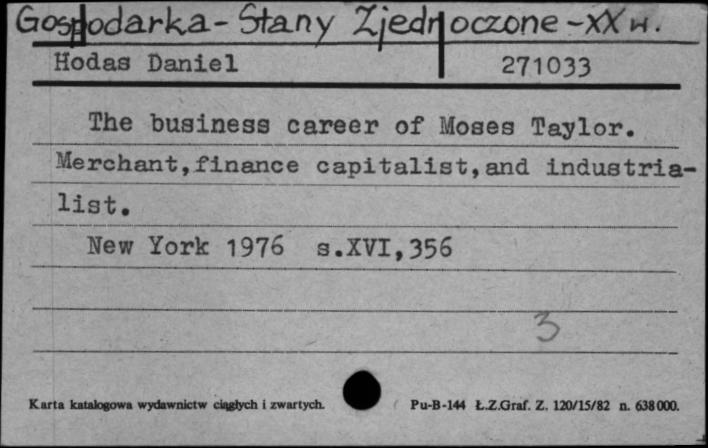 Gospodarka - Stany Zjednoczone - XX w.
Hodas Daniel 271033
The business career of Moses Taylor.
Merchant,finance capitalist,and industria-
list.
New York 1976 s.XVI,356
3
Karta katalogowa wydawnictw ciągłych i zwartych. Pu-B-144 Ł.Z.Graf. Z. 120/15/82 n. 638000.